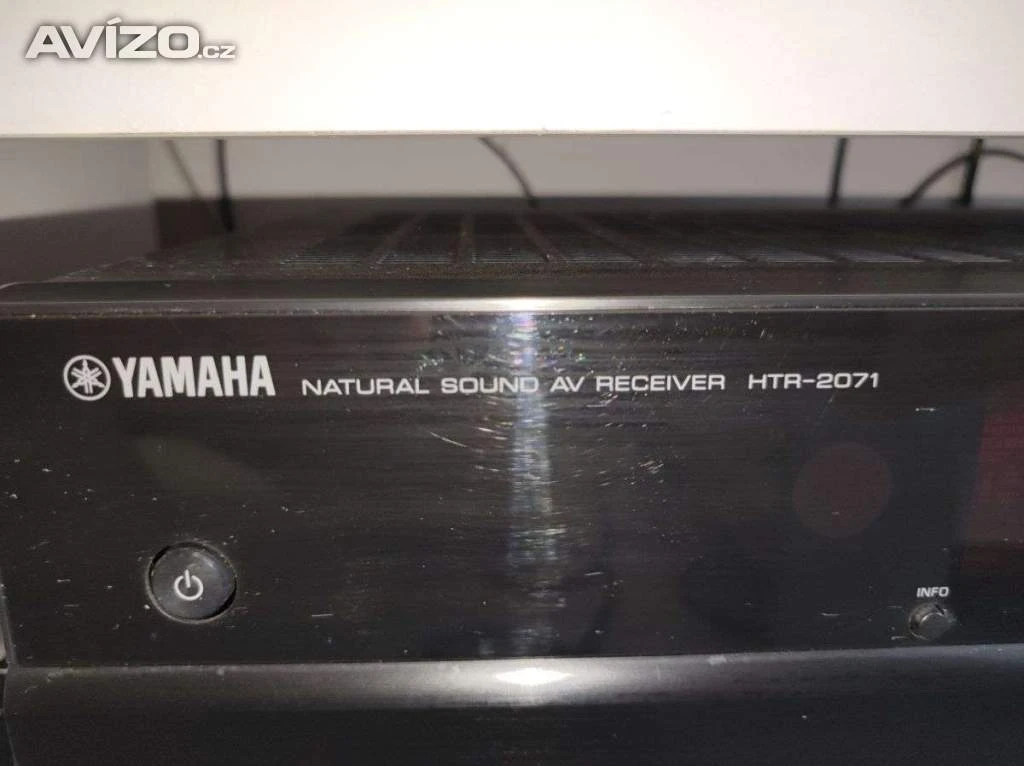 AVÍZO.cz
YAMAHA NATURAL SOUND AV RECEIVER HTR-2071
INFO